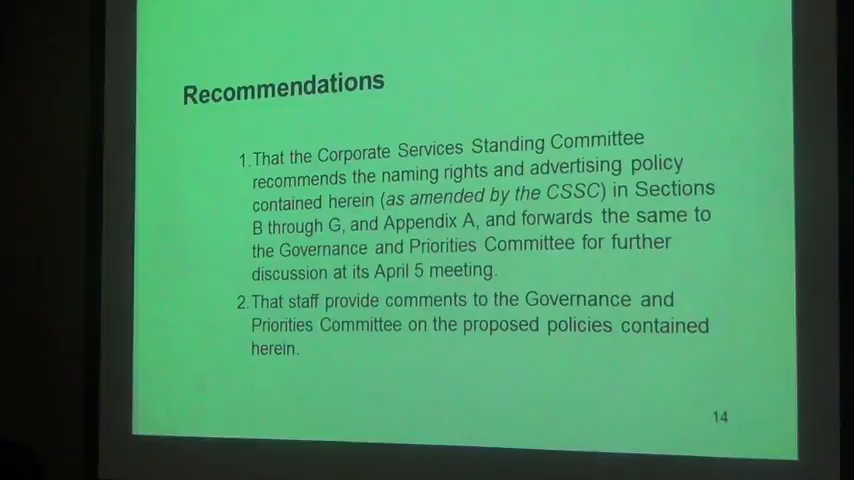 Recommendations
1. That the Corporate Services Standing Committee
recommends the naming rights and advertising policy
contained herein (as amended by the CSSC) in Sections
B through G, and Appendix A, and forwards the same to
the Governance and Priorities Committee for further
discussion at its April 5 meeting.
2. That staff provide comments to the Governance and
Priorities Committee on the proposed policies contained
herein.
14